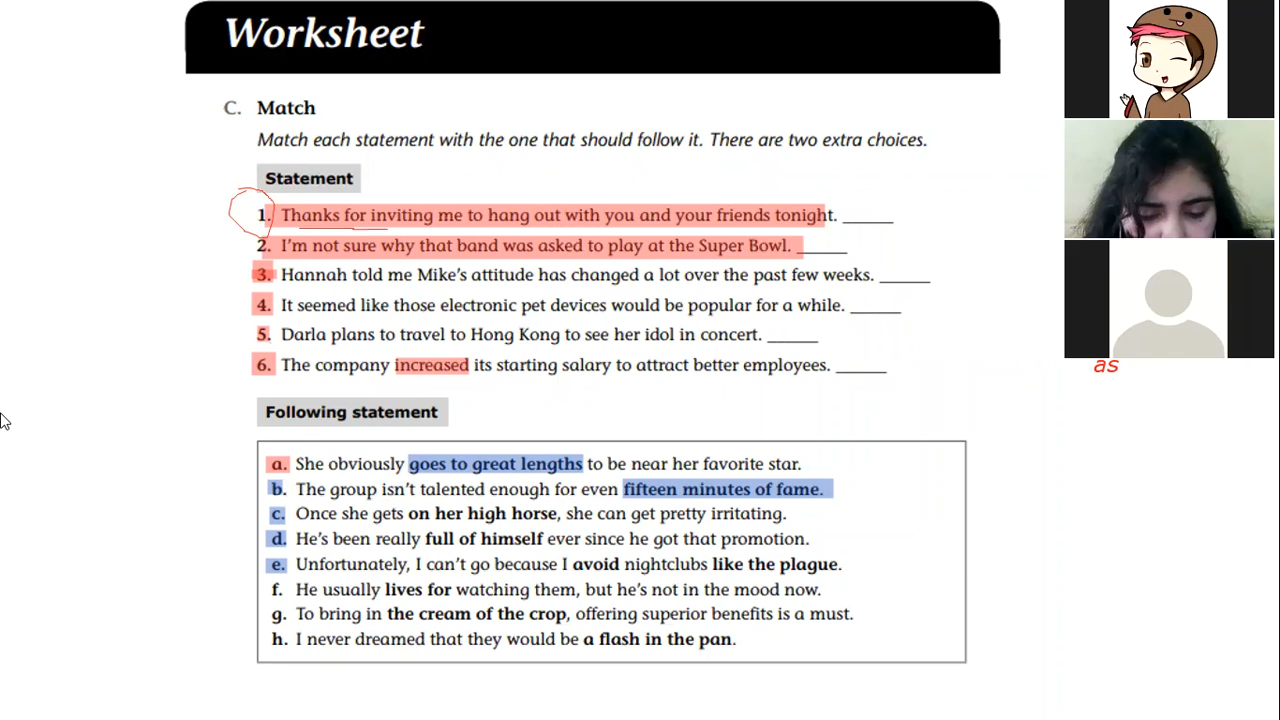 Worksheet
C. Match
Match each statement with the one that should follow it. There are two extra choices.
Statement
1. Thanks for inviting me to hang out with you and your friends tonight. _____
2. I'm not sure why that band was asked to play at the Super Bowl. _____
3. Hannah told me Mike's attitude has changed a lot over the past few weeks. _____
4. It seemed like those electronic pet devices would be popular for a while. _____
5. Darla plans to travel to Hong Kong to see her idol in concert. _____
6. The company increased its starting salary to attract better employees. _____
as
Following statement
a. She obviously goes to great lengths to be near her favorite star.
b. The group isn't talented enough for even fifteen minutes of fame.
c. Once she gets on her high horse, she can get pretty irritating.
d. He's been really full of himself ever since he got that promotion.
e. Unfortunately, I can't go because I avoid nightclubs like the plague.
f. He usually lives for watching them, but he's not in the mood now.
g. To bring in the cream of the crop, offering superior benefits is a must.
h. I never dreamed that they would be a flash in the pan.